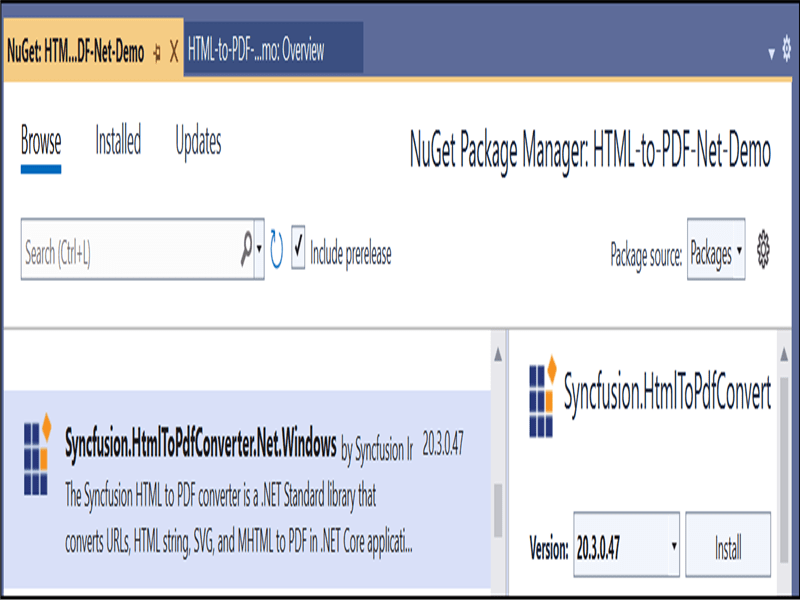 NuGet: HTM...DF-Net-Demo
HTML-to-PDF-...mo: Overview
Browse Installed Updates
NuGet Package Manager: HTML-to-PDF-Net-Demo
Search (Ctrl+L)
Include prerelease
Package source: Packages
Syncfusion.HtmlToPdfConvert
Syncfusion.HtmlToPdfConverter.Net.Windows by Syncfusion Ir 20.3.0.47
The Syncfusion HTML to PDF converter is a .NET Standard library that
converts URLs, HTML string, SVG, and MHTML to PDF in .NET Core applicati...
Version: 20.3.0.47 Install